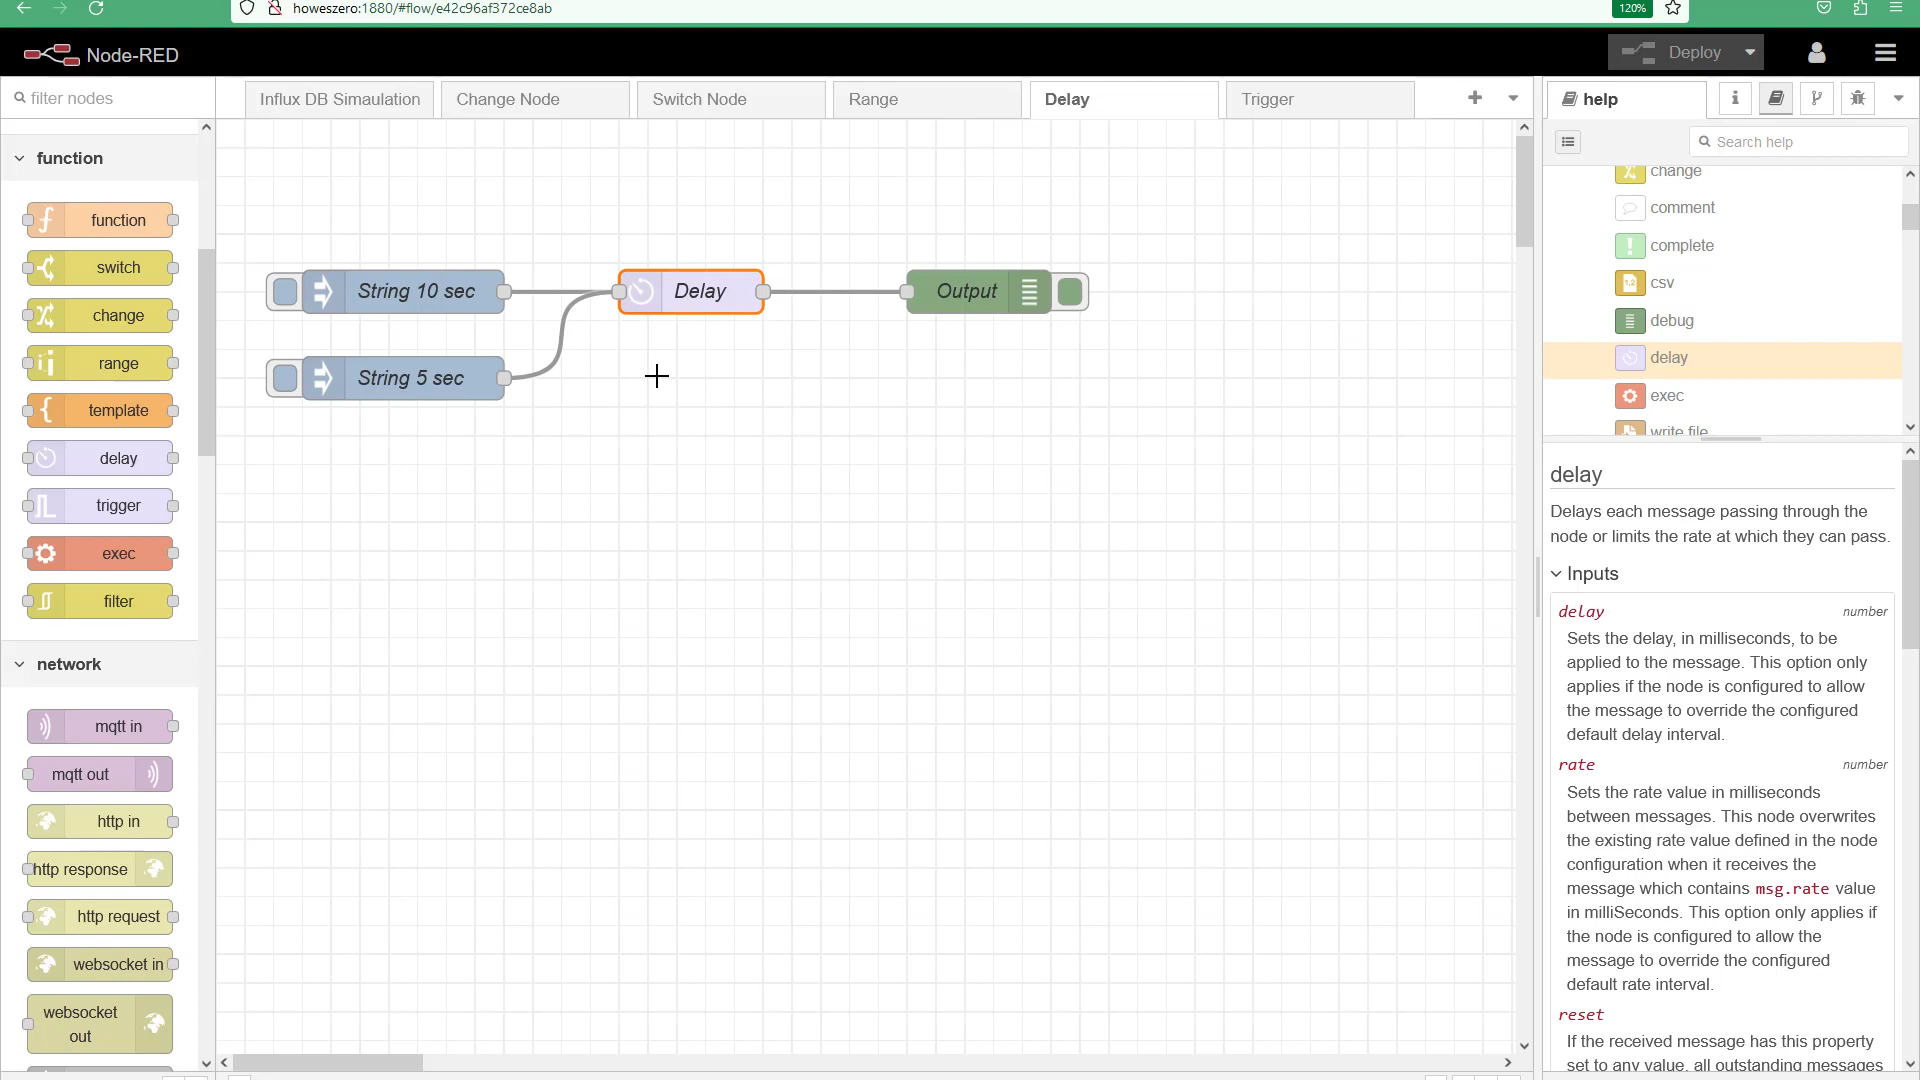 howeszero:1880/#flow/e42c96af372ce8ab
120%
Node-RED
Deploy
filter nodes
Influx DB Simaulation
Change Node
Switch Node
Range
Delay
Trigger
help
function
function
switch
change
range
template
delay
trigger
exec
filter
network
mqtt in
mqtt out
http in
http response
http request
websocket in
websocket
out
String 10 sec
Delay
Output
String 5 sec
Search help
change
comment
complete
csv
debug
delay
exec
write file
delay
Delays each message passing through the
node or limits the rate at which they can pass.
Inputs
delay number
Sets the delay, in milliseconds, to be
applied to the message. This option only
applies if the node is configured to allow
the message to override the configured
default delay interval.
rate number
Sets the rate value in milliseconds
between messages. This node overwrites
the existing rate value defined in the node
configuration when it receives the
message which contains msg.rate value
in milliSeconds. This option only applies if
the node is configured to allow the
message to override the configured
default rate interval.
reset
If the received message has this property
set to any value, all outstanding messages